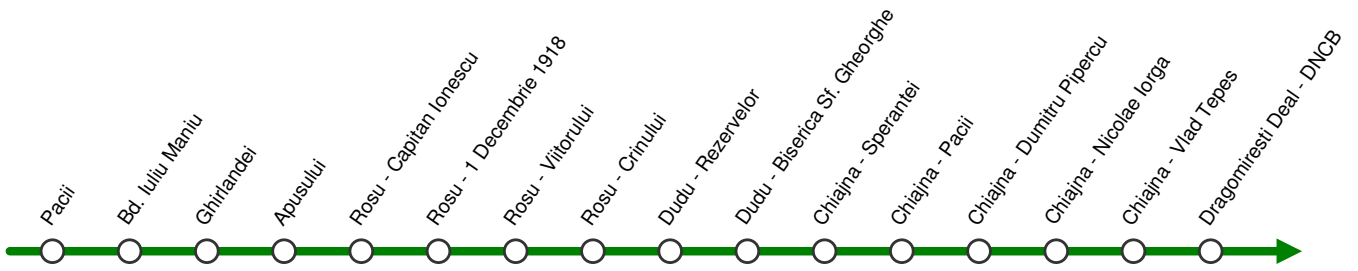 Pacii
Bd. Iuliu Maniu
Ghirlandei
Apusului
Rosu - Capitan Ionescu
Rosu - 1 Decembrie 1918
Rosu - Viitorului
Rosu - Crinului
Dudu - Rezervelor
Dudu - Biserica Sf. Gheorghe
Chiajna - Sperantei
Chiajna - Pacii
Chiajna - Dumitru Pipercu
Chiajna - Nicolae Iorga
Chiajna - Vlad Tepes
Dragomiresti Deal - DNCB